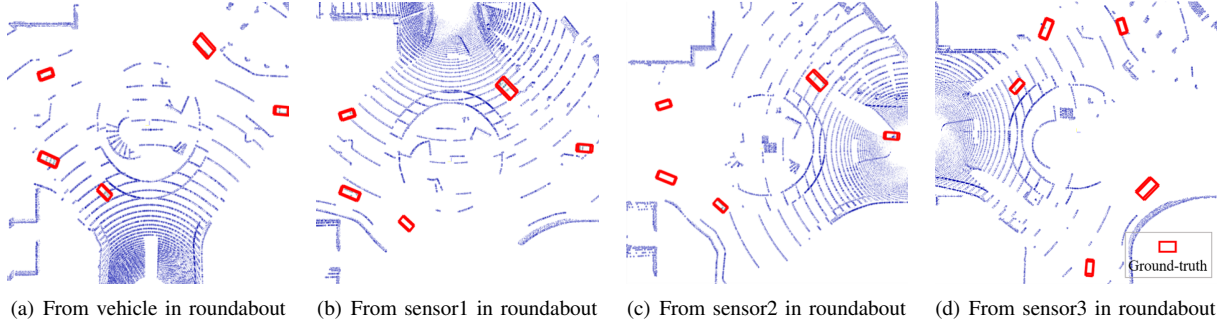 Ground-truth
(a) From vehicle in roundabout
(b) From sensor1 in roundabout
(c) From sensor2 in roundabout
(d) From sensor3 in roundabout